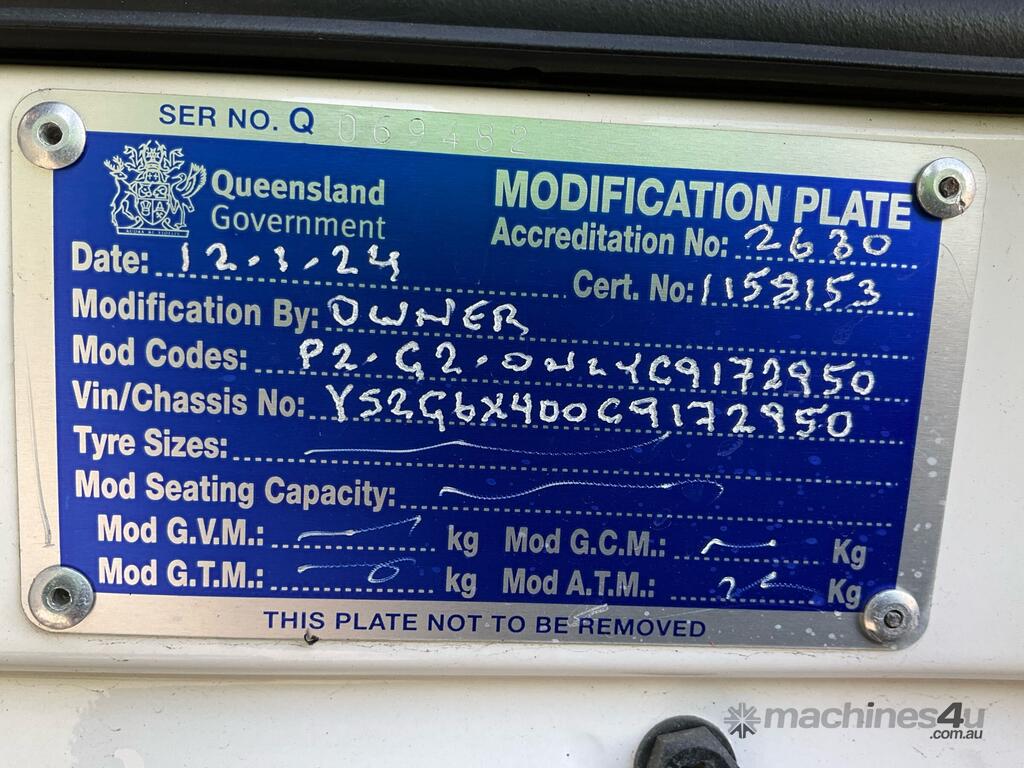 SER NO. Q 069482
Queensland
Government
MODIFICATION PLATE
Accreditation No: 2630
Date: 12.1.24
Cert. No: 1158153
Modification By: OWNER
Mod Codes: P2.G2.
Vin/Chassis No: YS2G6X400C9172950
Tyre Sizes:
Mod Seating Capacity:
Mod G.V.M.: kg Mod G.C.M.: Kg
Mod G.T.M.: kg Mod A.T.M.: Kg
THIS PLATE NOT TO BE REMOVED
machines4u
.com.au